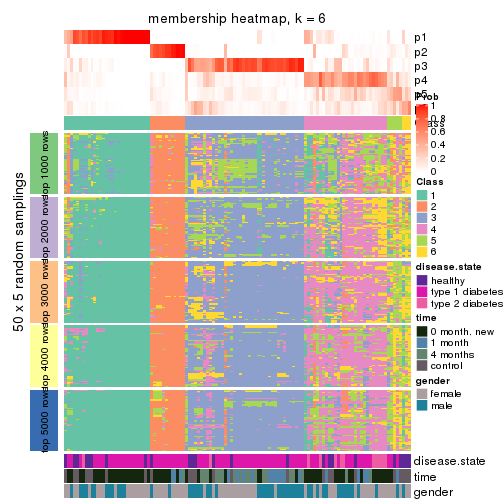 membership heatmap, k = 6
p1
p2
p3
p4
p5
Prob
1
0.8
0.6
0.4
0.2
0
Class
Class
1
2
3
4
5
6
disease.state
healthy
type 1 diabetes
type 2 diabetes
time
0 month. new
1 month
4 months
control
gender
female
male
50 x 5 random samplings
top 1000 rows
top 2000 rows
top 3000 rows
top 4000 rows
top 5000 rows
disease.state
time
gender